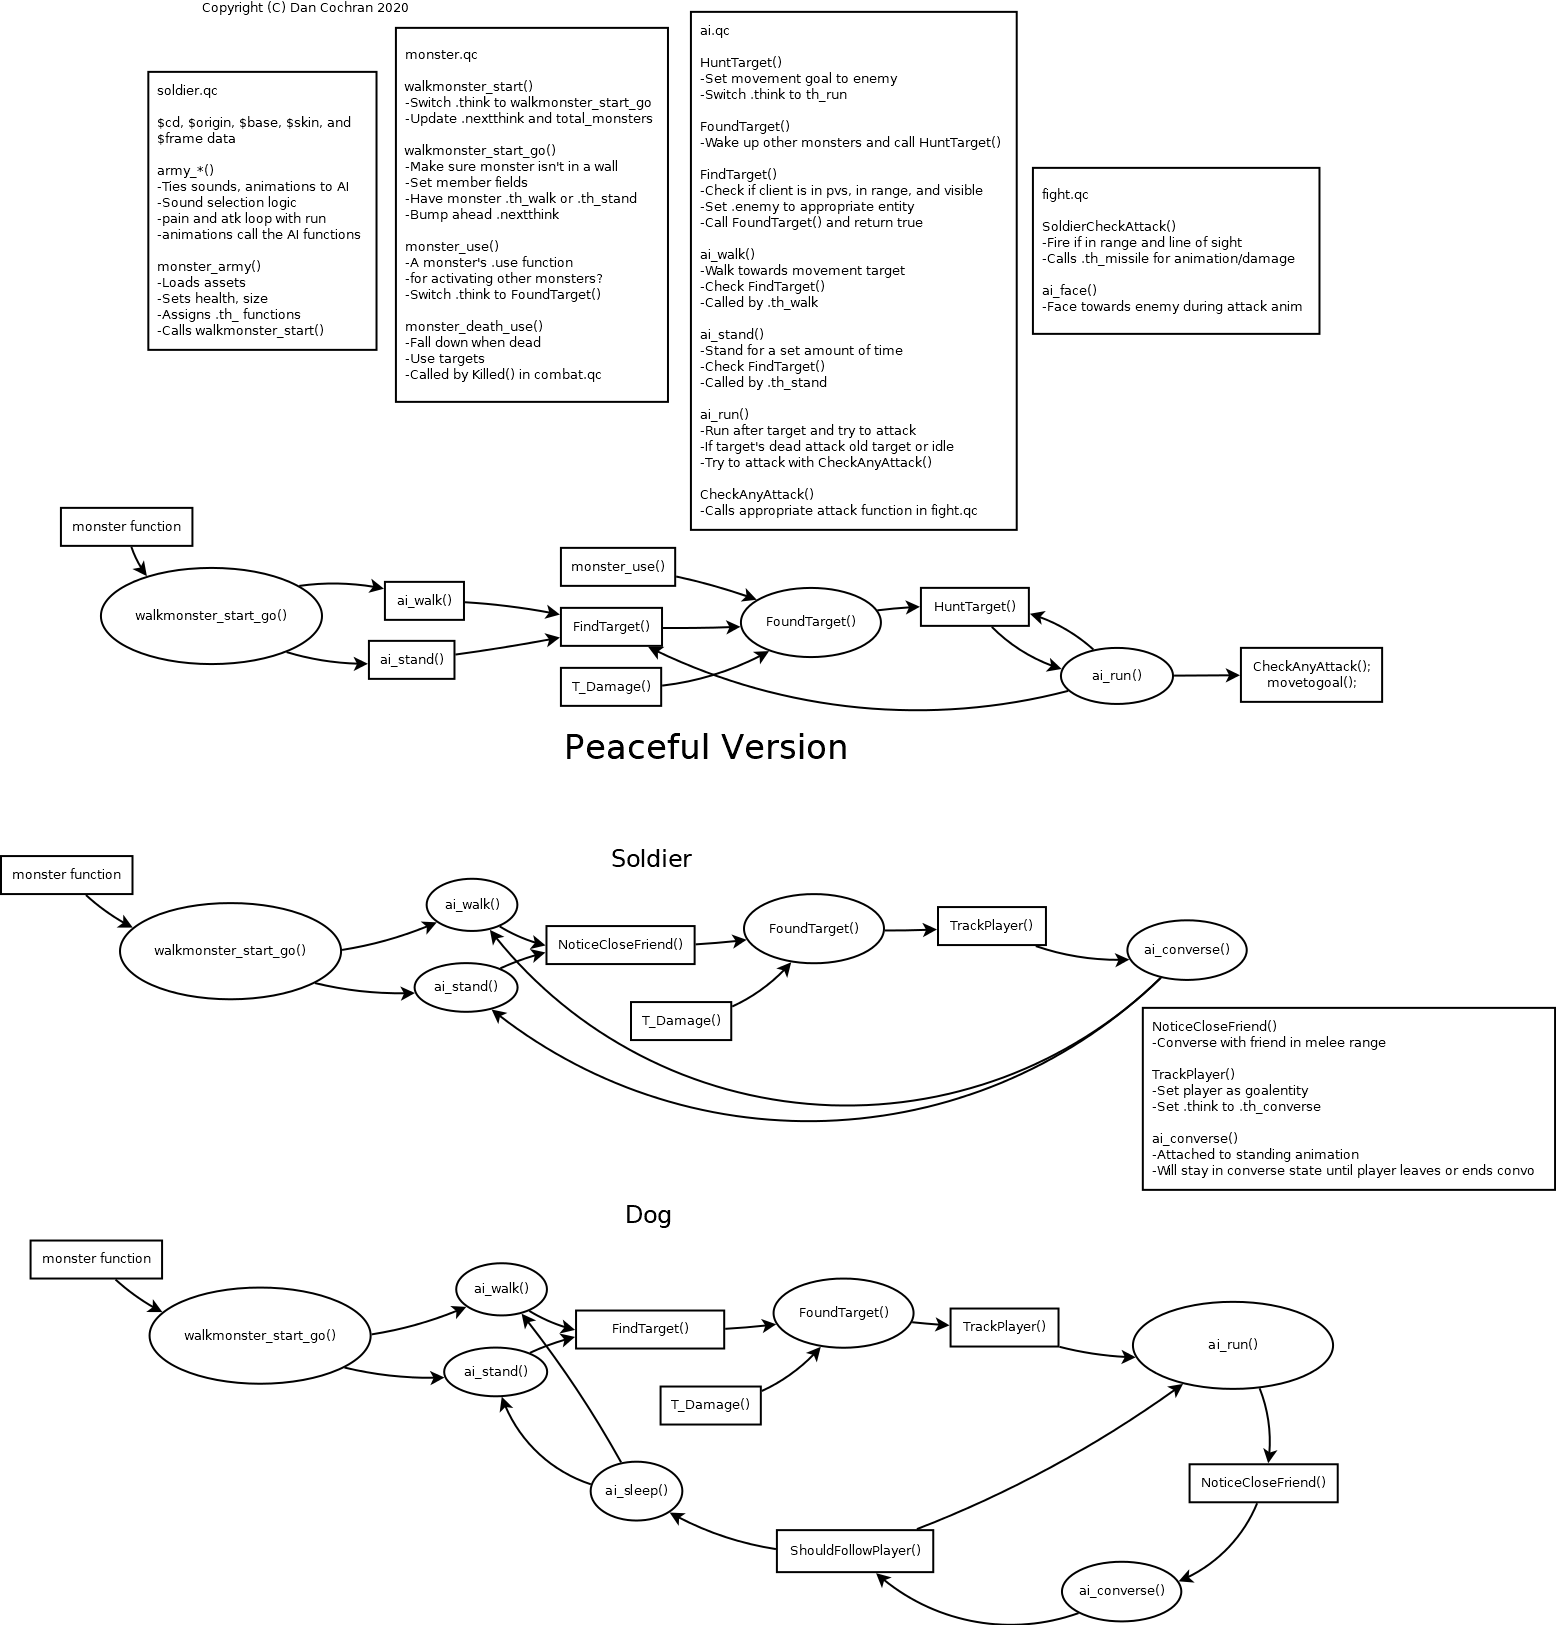 Copyright (C) Dan Cochran 2020
soldier.qc
$cd, $origin, $base, $skin, and
$frame data
army_*()
-Ties sounds, animations to AI
-Sound selection logic
-pain and atk loop with run
-animations call the AI functions
monster_army()
-Loads assets
-Sets health, size
-Assigns .th_ functions
-Calls walkmonster_start()
monster.qc
walkmonster_start()
-Switch .think to walkmonster_start_go
-Update .nextthink and total_monsters
walkmonster_start_go()
-Make sure monster isn't in a wall
-Set member fields
-Have monster .th_walk or .th_stand
-Bump ahead .nextthink
monster_use()
-A monster's .use function
-for activating other monsters?
-Switch .think to FoundTarget()
monster_death_use()
-Fall down when dead
-Use targets
-Called by Killed() in combat.qc
ai.qc
HuntTarget()
-Set movement goal to enemy
-Switch .think to th_run
FoundTarget()
-Wake up other monsters and call HuntTarget()
FindTarget()
-Check if client is in pvs, in range, and visible
-Set .enemy to appropriate entity
-Call FoundTarget() and return true
ai_walk()
-Walk towards movement target
-Check FindTarget()
-Called by .th_walk
ai_stand()
-Stand for a set amount of time
-Check FindTarget()
-Called by .th_stand
ai_run()
-Run after target and try to attack
-If target's dead attack old target or idle
-Try to attack with CheckAnyAttack()
CheckAnyAttack()
-Calls appropriate attack function in fight.qc
fight.qc
SoldierCheckAttack()
-Fire if in range and line of sight
-Calls .th_missile for animation/damage
ai_face()
-Face towards enemy during attack anim
monster function
walkmonster_start_go()
ai_walk()
ai_stand()
monster_use()
FindTarget()
T_Damage()
FoundTarget()
HuntTarget()
ai_run()
CheckAnyAttack();
movetogoal();
Peaceful Version
Soldier
monster function
walkmonster_start_go()
ai_walk()
ai_stand()
NoticeCloseFriend()
T_Damage()
FoundTarget()
TrackPlayer()
ai_converse()
NoticeCloseFriend()
-Converse with friend in melee range
TrackPlayer()
-Set player as goalentity
-Set .think to .th_converse
ai_converse()
-Attached to standing animation
-Will stay in converse state until player leaves or ends convo
Dog
monster function
walkmonster_start_go()
ai_walk()
ai_stand()
FindTarget()
T_Damage()
FoundTarget()
TrackPlayer()
ai_run()
NoticeCloseFriend()
ai_sleep()
ShouldFollowPlayer()
ai_converse()